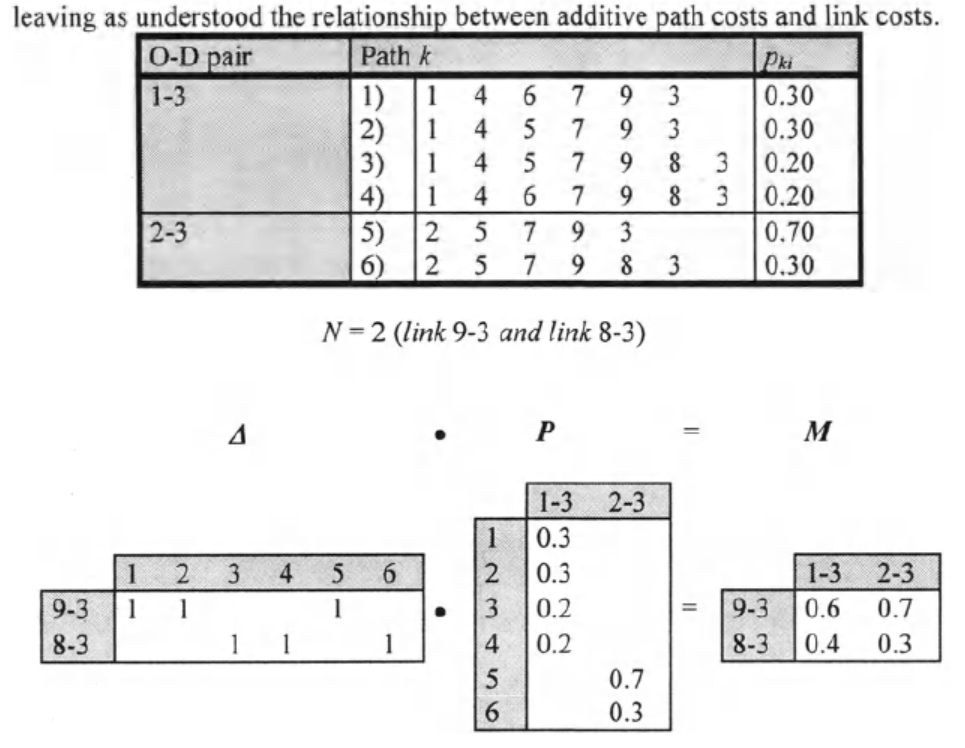 leaving as understood the relationship between additive path costs and link costs.
O-D pair Path k pki
1-3 1) 1 4 6 7 9 3 0.30
2) 1 4 5 7 9 3 0.30
3) 1 4 5 7 9 8 3 0.20
4) 1 4 6 7 9 8 3 0.20
2-3 5) 2 5 7 9 3 0.70
6) 2 5 7 9 8 3 0.30
N = 2 (link 9-3 and link 8-3)
Δ • P = M
1-3 2-3
1 0.3
1 2 3 4 5 6 2 0.3 1-3 2-3
9-3 1 1 1 • 3 0.2 = 9-3 0.6 0.7
8-3 1 1 1 4 0.2 8-3 0.4 0.3
5 0.7
6 0.3